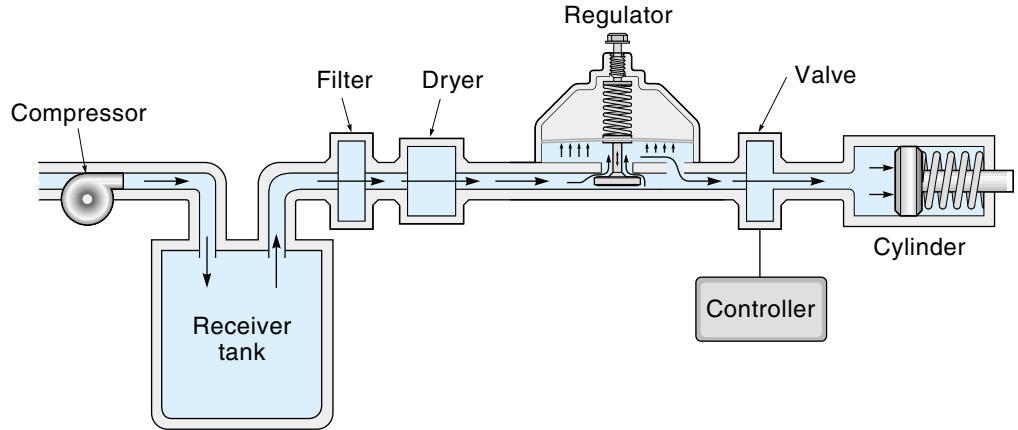 Regulator
Filter
Dryer
Valve
Compressor
Cylinder
Controller
Receiver
tank